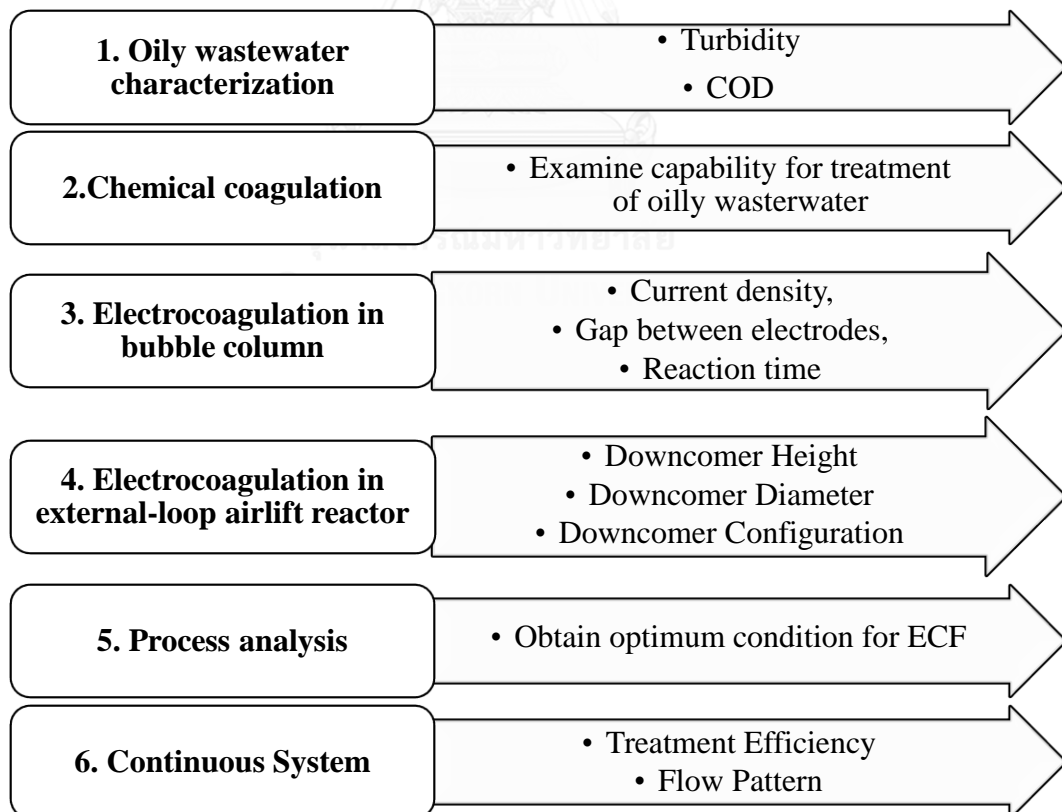 1. Oily wastewater
characterization
• Turbidity
• COD
2.Chemical coagulation
• Examine capability for treatment
of oilly wasterwater
3. Electrocoagulation in
bubble column
• Current density,
• Gap between electrodes,
• Reaction time
4. Electrocoagulation in
external-loop airlift reactor
• Downcomer Height
• Downcomer Diameter
• Downcomer Configuration
5. Process analysis
• Obtain optimum condition for ECF
6. Continuous System
• Treatment Efficiency
• Flow Pattern